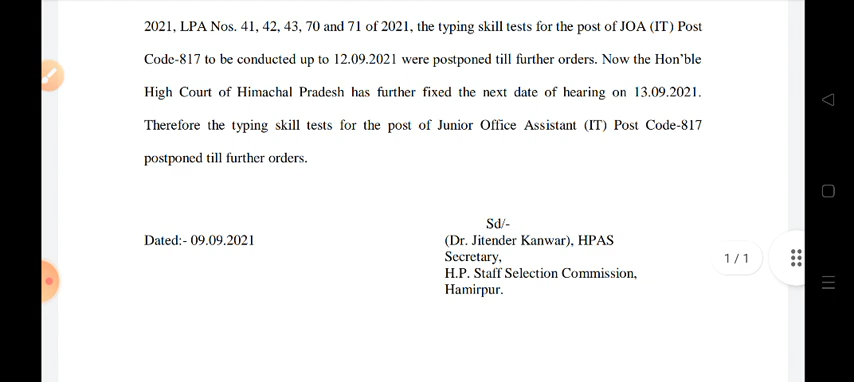 2021, LPA Nos. 41, 42, 43, 70 and 71 of 2021, the typing skill tests for the post of JOA (IT) Post
Code-817 to be conducted up to 12.09.2021 were postponed till further orders. Now the Hon'ble
High Court of Himachal Pradesh has further fixed the next date of hearing on 13.09.2021.
Therefore the typing skill tests for the post of Junior Office Assistant (IT) Post Code-817
postponed till further orders.
Sd/-
Dated:- 09.09.2021
(Dr. Jitender Kanwar), HPAS
Secretary,
H.P. Staff Selection Commission,
Hamirpur.
1 / 1